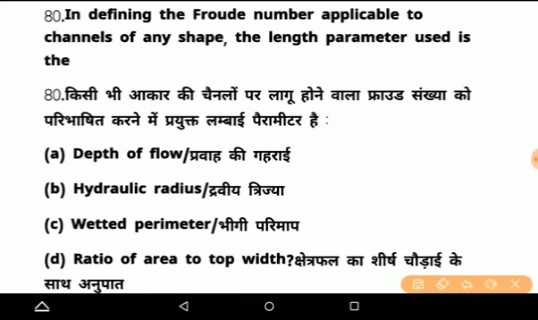 80.In defining the Froude number applicable to
channels of any shape, the length parameter used is
the
80.किसी भी आकार की चैनलों पर लागू होने वाला फ्राउड संख्या को
परिभाषित करने में प्रयुक्त लम्बाई पैरामीटर है :
(a) Depth of flow/प्रवाह की गहराई
(b) Hydraulic radius/द्रवीय त्रिज्या
(c) Wetted perimeter/भीगी परिमाप
(d) Ratio of area to top width?क्षेत्रफल का शीर्ष चौड़ाई के
साथ अनुपात